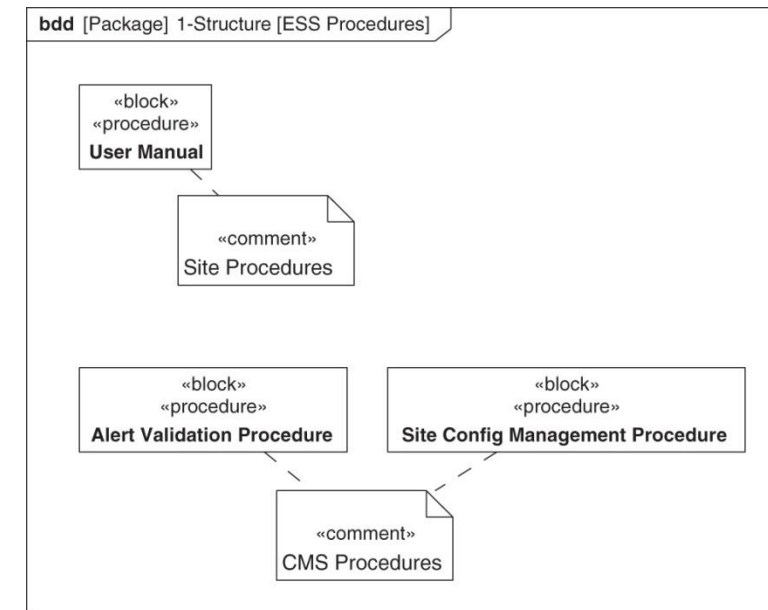 bdd [Package] 1-Structure [ESS Procedures]
«block»
«procedure»
User Manual
«comment»
Site Procedures
«block»
«procedure»
Alert Validation Procedure
«block»
«procedure»
Site Config Management Procedure
«comment»
CMS Procedures